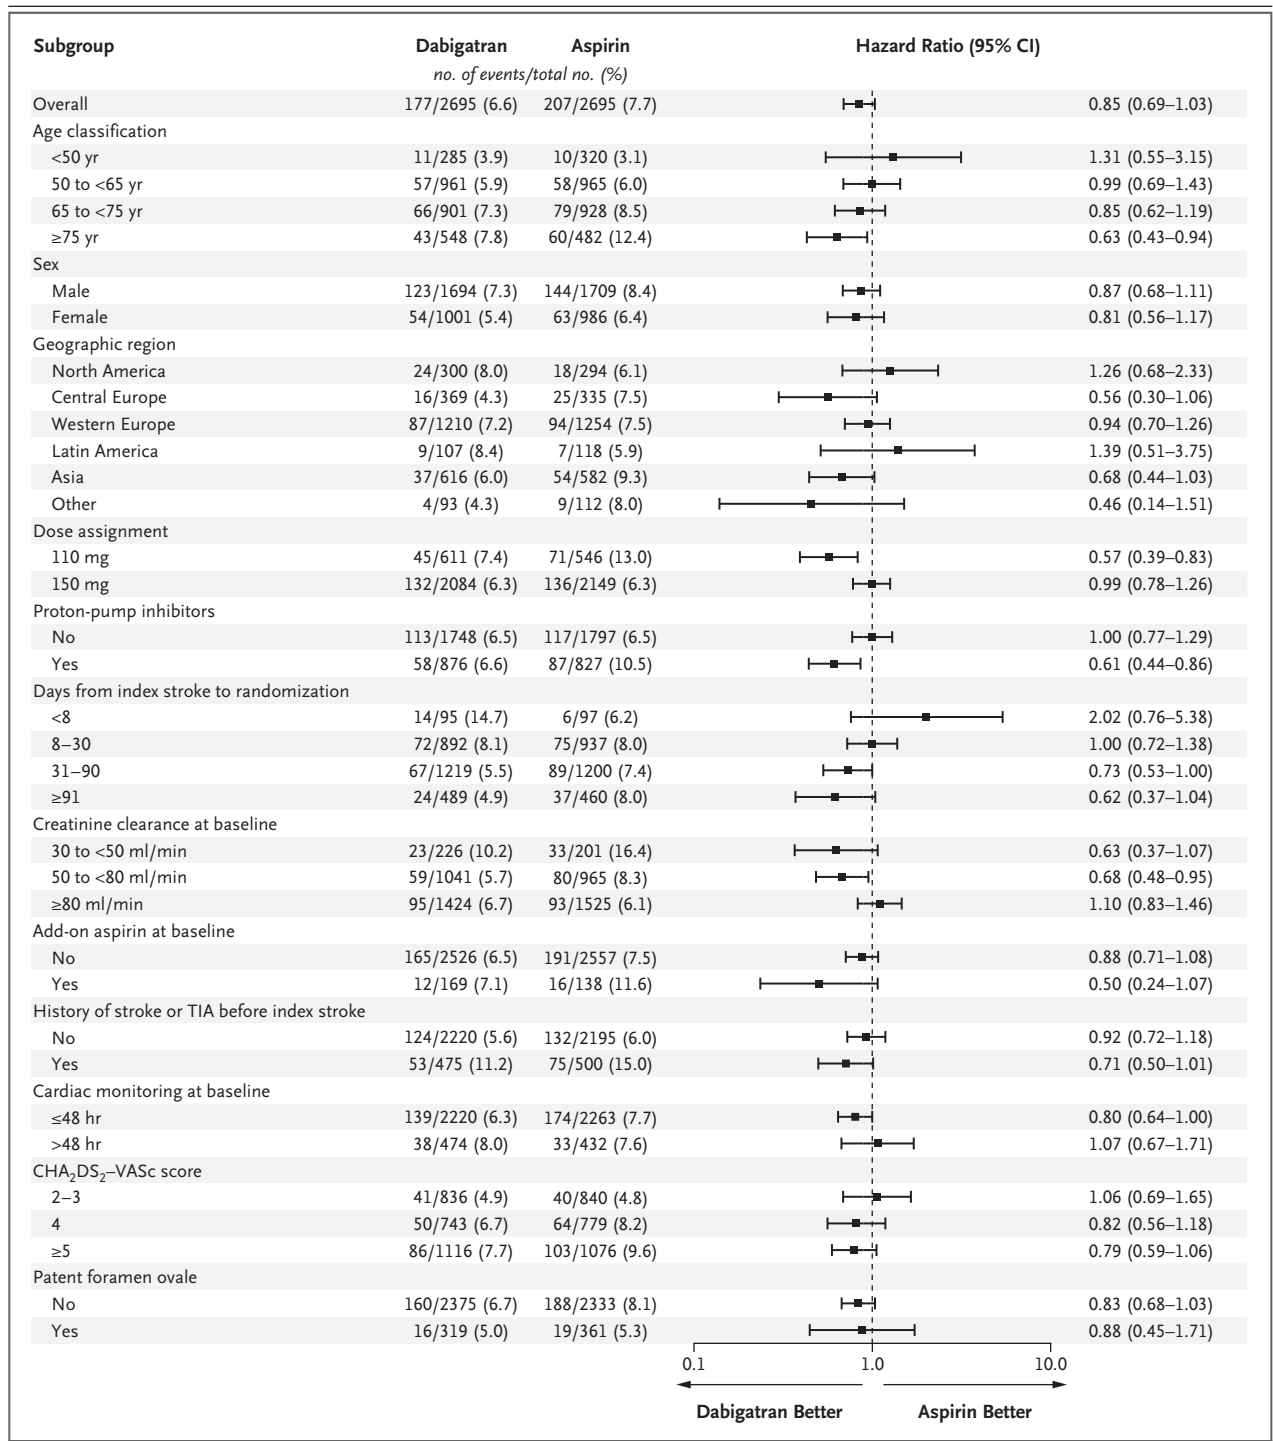 Subgroup Dabigatran Aspirin Hazard Ratio (95% CI)
no. of events/total no. (%)
Overall 177/2695 (6.6) 207/2695 (7.7) 0.85 (0.69–1.03)
Age classification
<50 yr 11/285 (3.9) 10/320 (3.1) 1.31 (0.55–3.15)
50 to <65 yr 57/961 (5.9) 58/965 (6.0) 0.99 (0.69–1.43)
65 to <75 yr 66/901 (7.3) 79/928 (8.5) 0.85 (0.62–1.19)
≥75 yr 43/548 (7.8) 60/482 (12.4) 0.63 (0.43–0.94)
Sex
Male 123/1694 (7.3) 144/1709 (8.4) 0.87 (0.68–1.11)
Female 54/1001 (5.4) 63/986 (6.4) 0.81 (0.56–1.17)
Geographic region
North America 24/300 (8.0) 18/294 (6.1) 1.26 (0.68–2.33)
Central Europe 16/369 (4.3) 25/335 (7.5) 0.56 (0.30–1.06)
Western Europe 87/1210 (7.2) 94/1254 (7.5) 0.94 (0.70–1.26)
Latin America 9/107 (8.4) 7/118 (5.9) 1.39 (0.51–3.75)
Asia 37/616 (6.0) 54/582 (9.3) 0.68 (0.44–1.03)
Other 4/93 (4.3) 9/112 (8.0) 0.46 (0.14–1.51)
Dose assignment
110 mg 45/611 (7.4) 71/546 (13.0) 0.57 (0.39–0.83)
150 mg 132/2084 (6.3) 136/2149 (6.3) 0.99 (0.78–1.26)
Proton-pump inhibitors
No 113/1748 (6.5) 117/1797 (6.5) 1.00 (0.77–1.29)
Yes 58/876 (6.6) 87/827 (10.5) 0.61 (0.44–0.86)
Days from index stroke to randomization
<8 14/95 (14.7) 6/97 (6.2) 2.02 (0.76–5.38)
8–30 72/892 (8.1) 75/937 (8.0) 1.00 (0.72–1.38)
31–90 67/1219 (5.5) 89/1200 (7.4) 0.73 (0.53–1.00)
≥91 24/489 (4.9) 37/460 (8.0) 0.62 (0.37–1.04)
Creatinine clearance at baseline
30 to <50 ml/min 23/226 (10.2) 33/201 (16.4) 0.63 (0.37–1.07)
50 to <80 ml/min 59/1041 (5.7) 80/965 (8.3) 0.68 (0.48–0.95)
≥80 ml/min 95/1424 (6.7) 93/1525 (6.1) 1.10 (0.83–1.46)
Add-on aspirin at baseline
No 165/2526 (6.5) 191/2557 (7.5) 0.88 (0.71–1.08)
Yes 12/169 (7.1) 16/138 (11.6) 0.50 (0.24–1.07)
History of stroke or TIA before index stroke
No 124/2220 (5.6) 132/2195 (6.0) 0.92 (0.72–1.18)
Yes 53/475 (11.2) 75/500 (15.0) 0.71 (0.50–1.01)
Cardiac monitoring at baseline
≤48 hr 139/2220 (6.3) 174/2263 (7.7) 0.80 (0.64–1.00)
>48 hr 38/474 (8.0) 33/432 (7.6) 1.07 (0.67–1.71)
CHA₂DS₂–VASc score
2–3 41/836 (4.9) 40/840 (4.8) 1.06 (0.69–1.65)
4 50/743 (6.7) 64/779 (8.2) 0.82 (0.56–1.18)
≥5 86/1116 (7.7) 103/1076 (9.6) 0.79 (0.59–1.06)
Patent foramen ovale
No 160/2375 (6.7) 188/2333 (8.1) 0.83 (0.68–1.03)
Yes 16/319 (5.0) 19/361 (5.3) 0.88 (0.45–1.71)
0.1 1.0 10.0
Dabigatran Better Aspirin Better